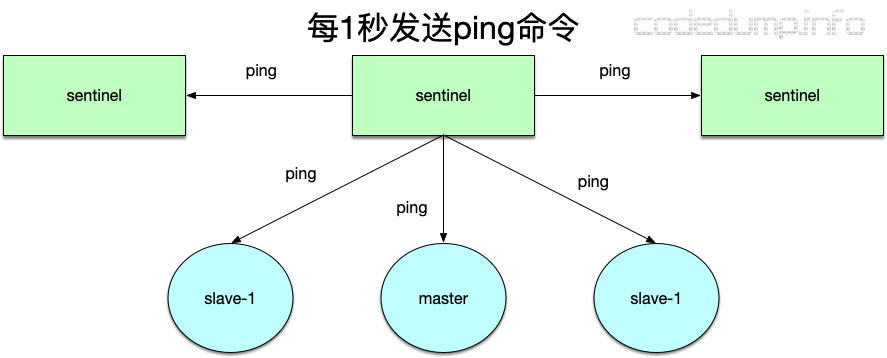 每1秒发送ping命令
codedump.info
ping
ping
sentinel
sentinel
sentinel
ping
ping
ping
slave-1
master
slave-1